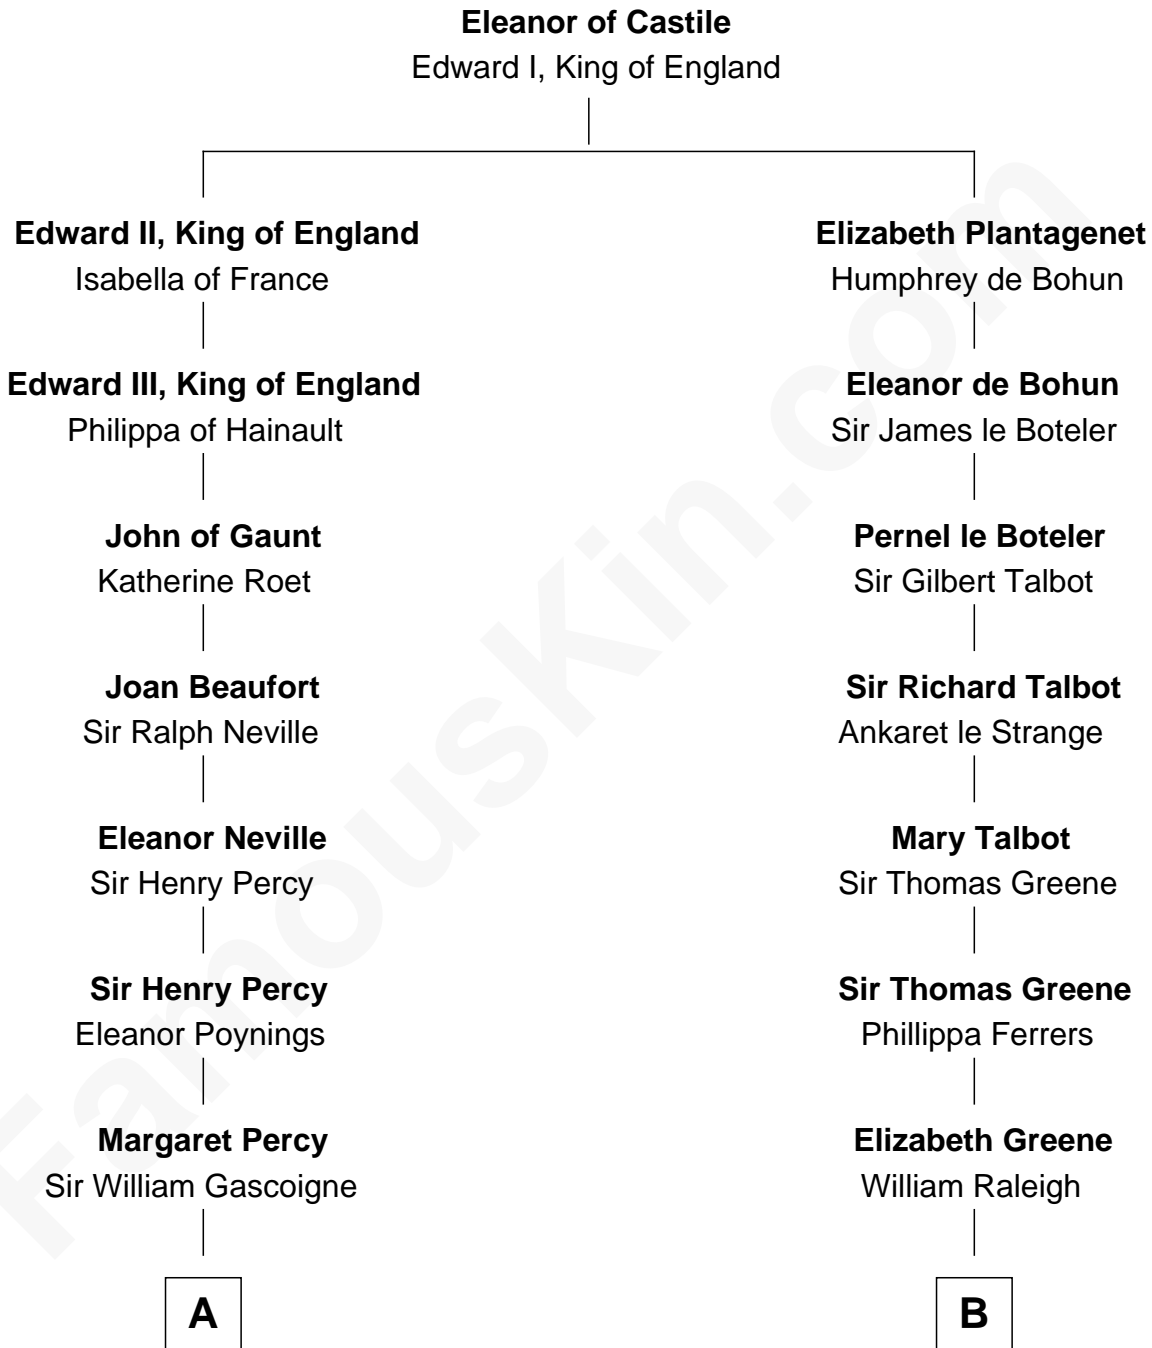 Eleanor of Castile
Edward I, King of England
Edward II, King of England
Isabella of France
Elizabeth Plantagenet
Humphrey de Bohun
Edward III, King of England
Philippa of Hainault
Eleanor de Bohun
Sir James le Boteler
John of Gaunt
Katherine Roet
Pernel le Boteler
Sir Gilbert Talbot
Joan Beaufort
Sir Ralph Neville
Sir Richard Talbot
Ankaret le Strange
Eleanor Neville
Sir Henry Percy
Mary Talbot
Sir Thomas Greene
Sir Henry Percy
Eleanor Poynings
Sir Thomas Greene
Phillippa Ferrers
Margaret Percy
Sir William Gascoigne
Elizabeth Greene
William Raleigh
A
B
FamousKin.com